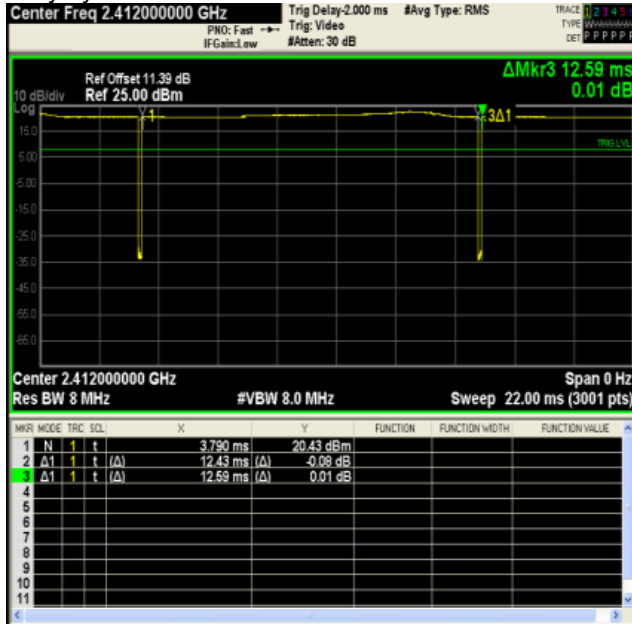 Center Freq 2.412000000 GHz
PNO: Fast
IFGain:Low
Trig Delay-2.000 ms
Trig: Video
#Atten: 30 dB
#Avg Type: RMS
TRACE 1 2 3 4 5
TYPE
DET P P P P P
ΔMkr3 12.59 ms
0.01 dB
Ref Offset 11.39 dB
10 dB/div Ref 25.00 dBm
Log
1
3Δ1
15.0
TRIG LVL
5.00
-5.00
-15.0
-25.0
-35.0
-45.0
-55.0
-65.0
Center 2.412000000 GHz Span 0 Hz
Res BW 8 MHz #VBW 8.0 MHz Sweep 22.00 ms (3001 pts)
MKR MODE TRC SCL X Y FUNCTION FUNCTION WIDTH FUNCTION VALUE
1 N 1 t 3.790 ms 20.43 dBm
2 Δ1 1 t (Δ) 12.43 ms (Δ) -0.08 dB
3 Δ1 1 t (Δ) 12.59 ms (Δ) 0.01 dB
4
5
6
7
8
9
10
11